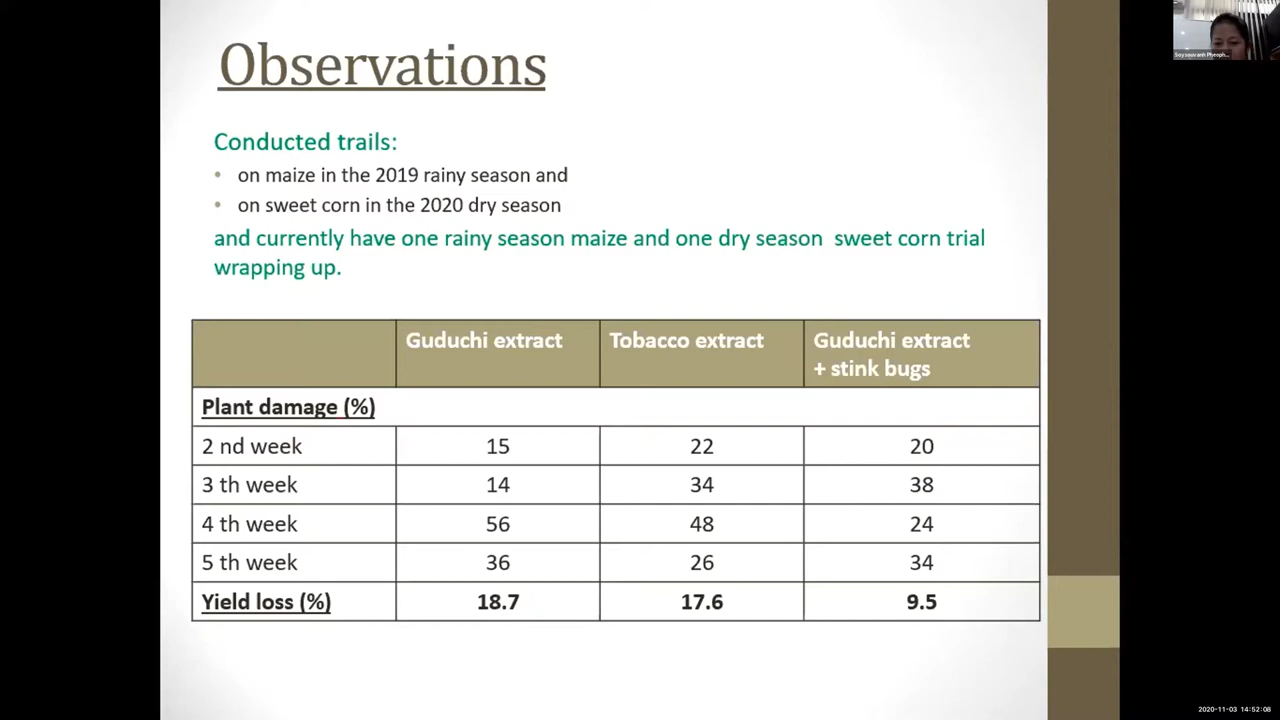 Observations
Conducted trails:
• on maize in the 2019 rainy season and
• on sweet corn in the 2020 dry season
and currently have one rainy season maize and one dry season sweet corn trial
wrapping up.
Guduchi extract Tobacco extract Guduchi extract
+ stink bugs
Plant damage (%)
2 nd week 15 22 20
3 th week 14 34 38
4 th week 56 48 24
5 th week 36 26 34
Yield loss (%) 18.7 17.6 9.5
2020-11-03 14:52:08